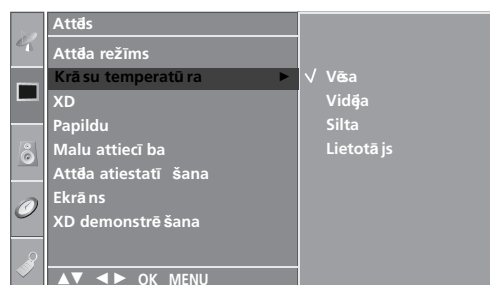 Attēls
Attēla režīms
Krāsu temperatūra ►
XD
Papildu
Malu attiecība
Attēla atiestatīšana
Ekrāns
XD demonstrēšana
√ Vēsa
Vidēja
Silta
Lietotājs
▲▼ ◄► OK MENU